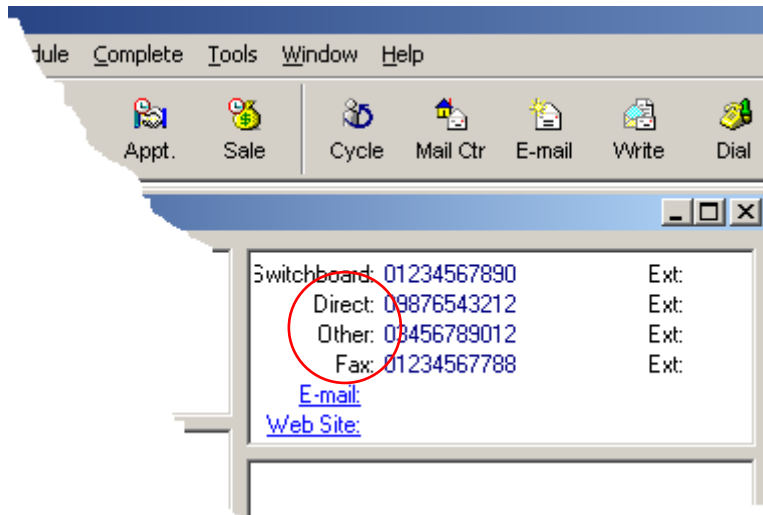 dule Complete Tools Window Help
Appt. Sale Cycle Mail Ctr E-mail Write Dial
Switchboard: 01234567890 Ext:
Direct: 09876543212 Ext:
Other: 03456789012 Ext:
Fax: 01234567788 Ext:
E-mail:
Web Site: